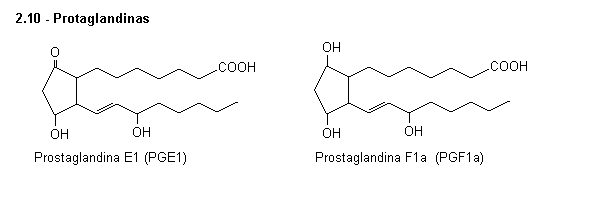 2.10 - Protaglandinas
O
COOH
OH
OH
Prostaglandina E1 (PGE1)
OH
COOH
OH
OH
Prostaglandina F1a (PGF1a)